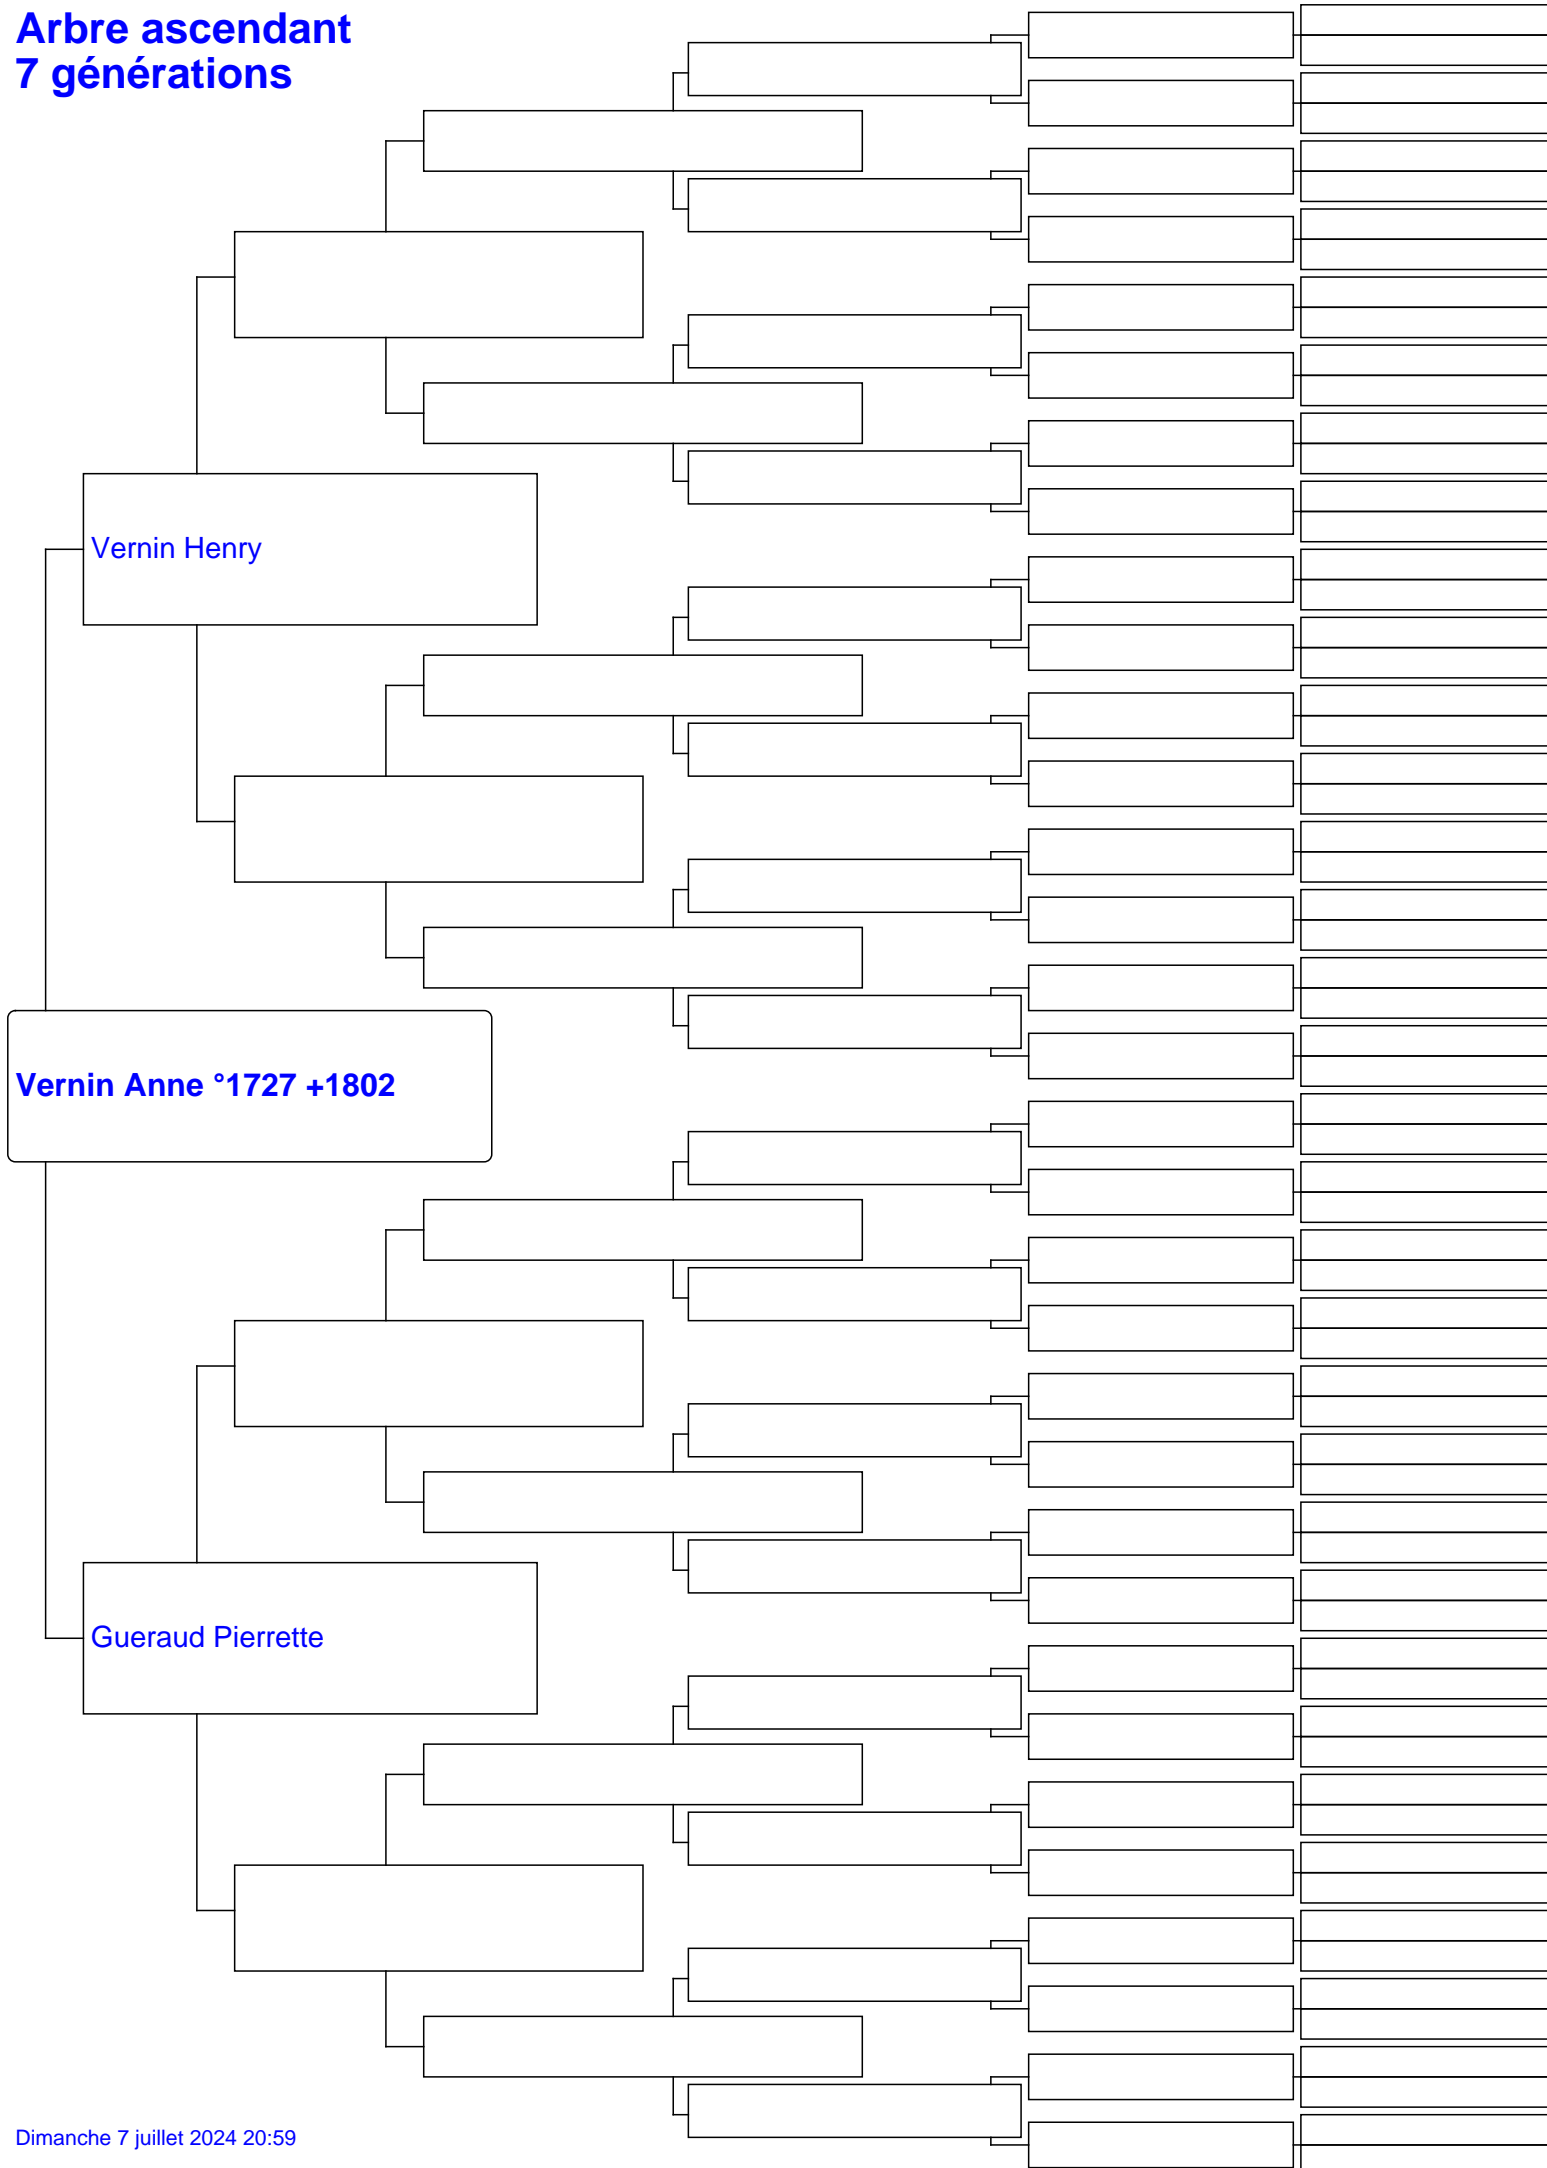 Arbre ascendant
7 générations
Vernin Henry
Vernin Anne °1727 +1802
Gueraud Pierrette
Dimanche 7 juillet 2024 20:59